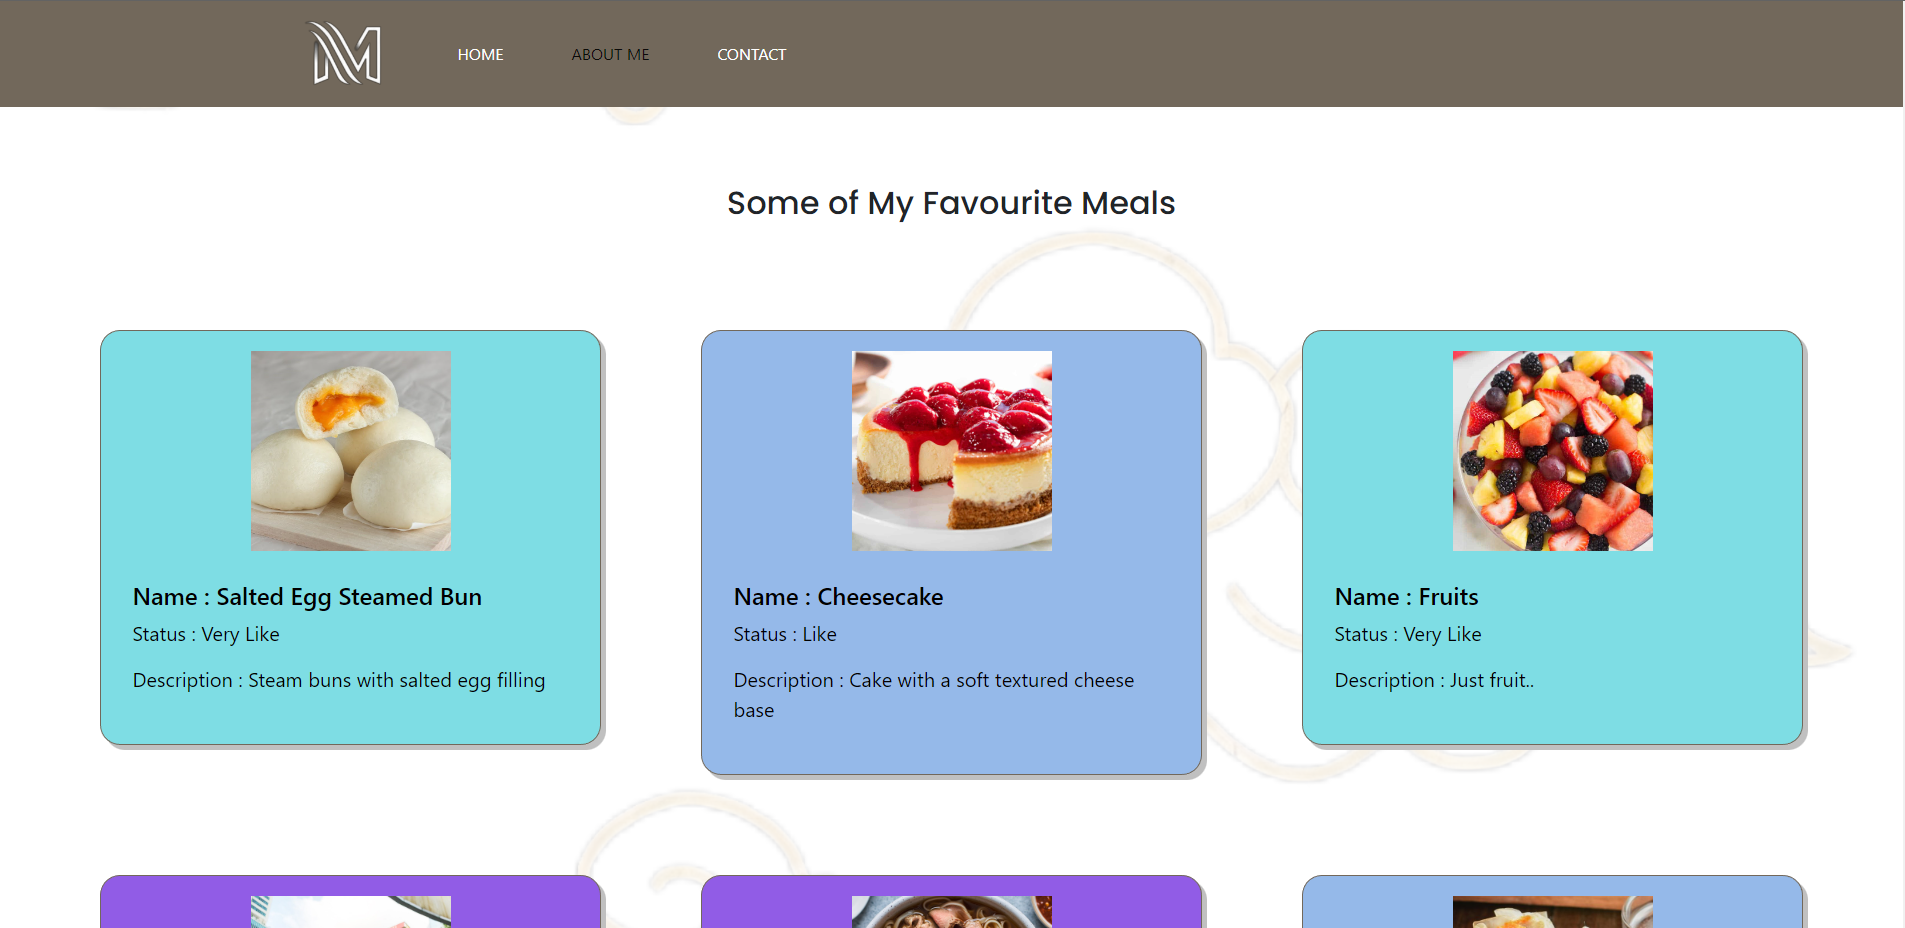 M
HOME
ABOUT ME
CONTACT
Some of My Favourite Meals
Name : Salted Egg Steamed Bun
Status : Very Like
Description : Steam buns with salted egg filling
Name : Cheesecake
Status : Like
Description : Cake with a soft textured cheese
base
Name : Fruits
Status : Very Like
Description : Just fruit..